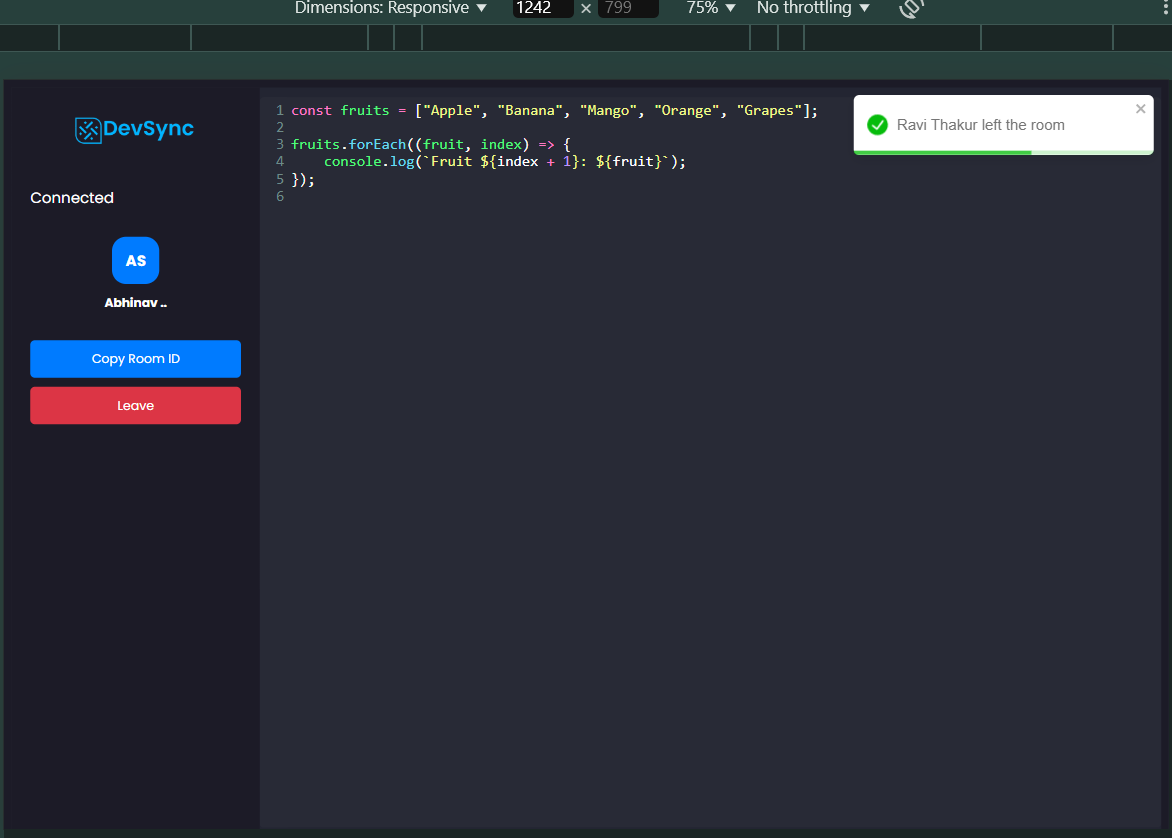 Dimensions: Responsive ▼ 1242 × 799 75% ▼ No throttling ▼
DevSync
Connected
AS
Abhinav ..
Copy Room ID
Leave
1 const fruits = ["Apple", "Banana", "Mango", "Orange", "Grapes"];
2
3 fruits.forEach((fruit, index) => {
4     console.log(`Fruit ${index + 1}: ${fruit}`);
5 });
6
Ravi Thakur left the room